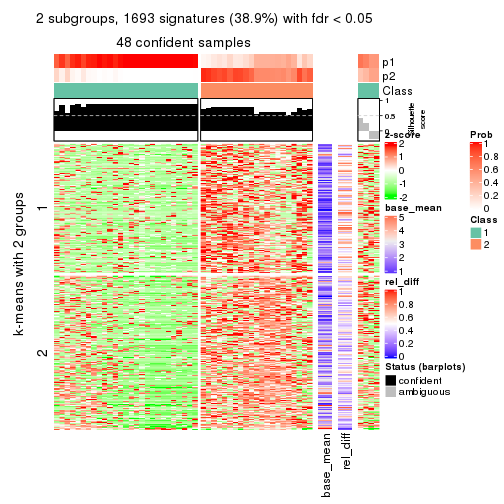 2 subgroups, 1693 signatures (38.9%) with fdr < 0.05
48 confident samples
p1
p2
Class
1
0.5
0
Silhouette
score
k-means with 2 groups
1
2
base_mean
rel_diff
z-score
2
1
0
-1
-2
base_mean
5
4
3
2
1
rel_diff
1
0.8
0.6
0.4
0.2
0
Status (barplots)
confident
ambiguous
Prob
1
0.8
0.6
0.4
0.2
0
Class
1
2